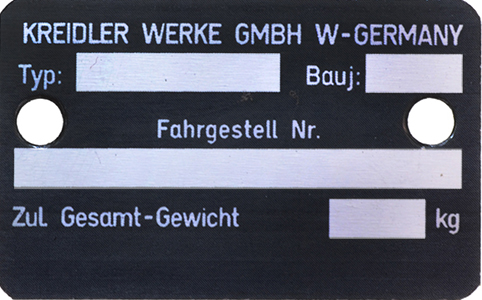 KREIDLER WERKE GMBH W-GERMANY
Typ: Bauj:
Fahrgestell Nr.
Zul Gesamt-Gewicht kg